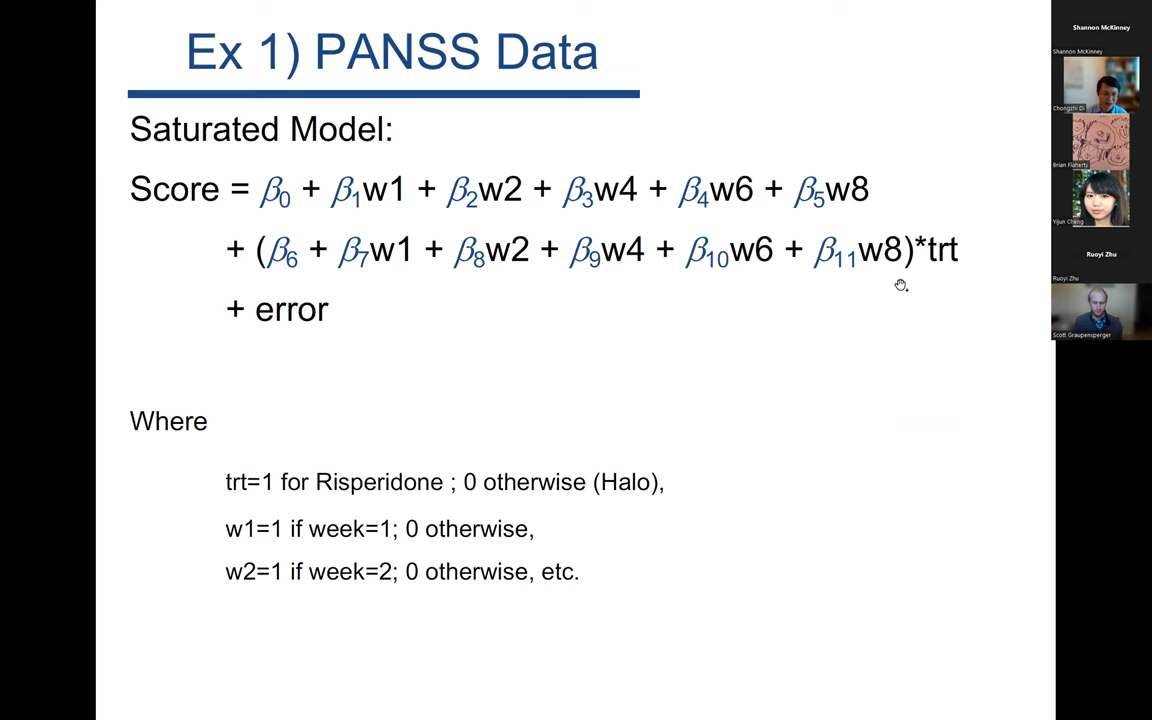 Ex 1) PANSS Data
Saturated Model:
Score = β0 + β1w1 + β2w2 + β3w4 + β4w6 + β5w8
+ (β6 + β7w1 + β8w2 + β9w4 + β10w6 + β11w8)*trt
+ error
Where
trt=1 for Risperidone ; 0 otherwise (Halo),
w1=1 if week=1; 0 otherwise,
w2=1 if week=2; 0 otherwise, etc.
Shannon McKinney
Shannon McKinney
Chongzhi Di
Brian Flaherty
Yijun Cheng
Ruoyi Zhu
Ruoyi Zhu
Scott Graupensperger